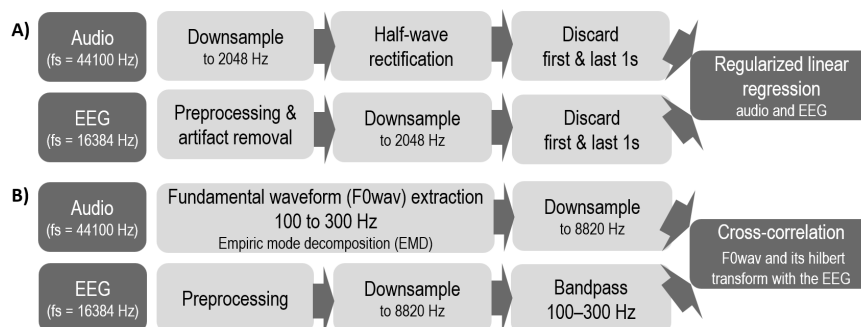 A)
Audio
(fs = 44100 Hz)
Downsample
to 2048 Hz
Half-wave
rectification
Discard
first & last 1s
EEG
(fs = 16384 Hz)
Preprocessing &
artifact removal
Downsample
to 2048 Hz
Discard
first & last 1s
Regularized linear
regression
audio and EEG
B)
Audio
(fs = 44100 Hz)
Fundamental waveform (F0wav) extraction
100 to 300 Hz
Empiric mode decomposition (EMD)
Downsample
to 8820 Hz
EEG
(fs = 16384 Hz)
Preprocessing
Downsample
to 8820 Hz
Bandpass
100–300 Hz
Cross-correlation
F0wav and its hilbert
transform with the EEG